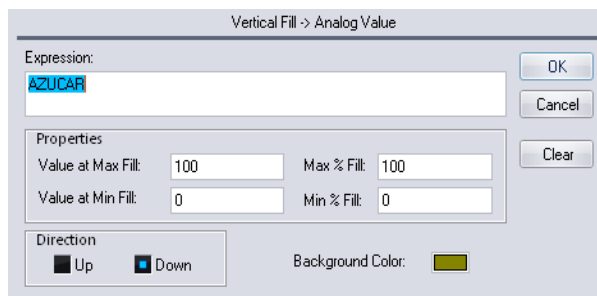 Vertical Fill -> Analog Value
Expression:
AZUCAR
OK
Cancel
Clear
Properties
Value at Max Fill: 100 Max % Fill: 100
Value at Min Fill: 0 Min % Fill: 0
Direction
Up Down Background Color: